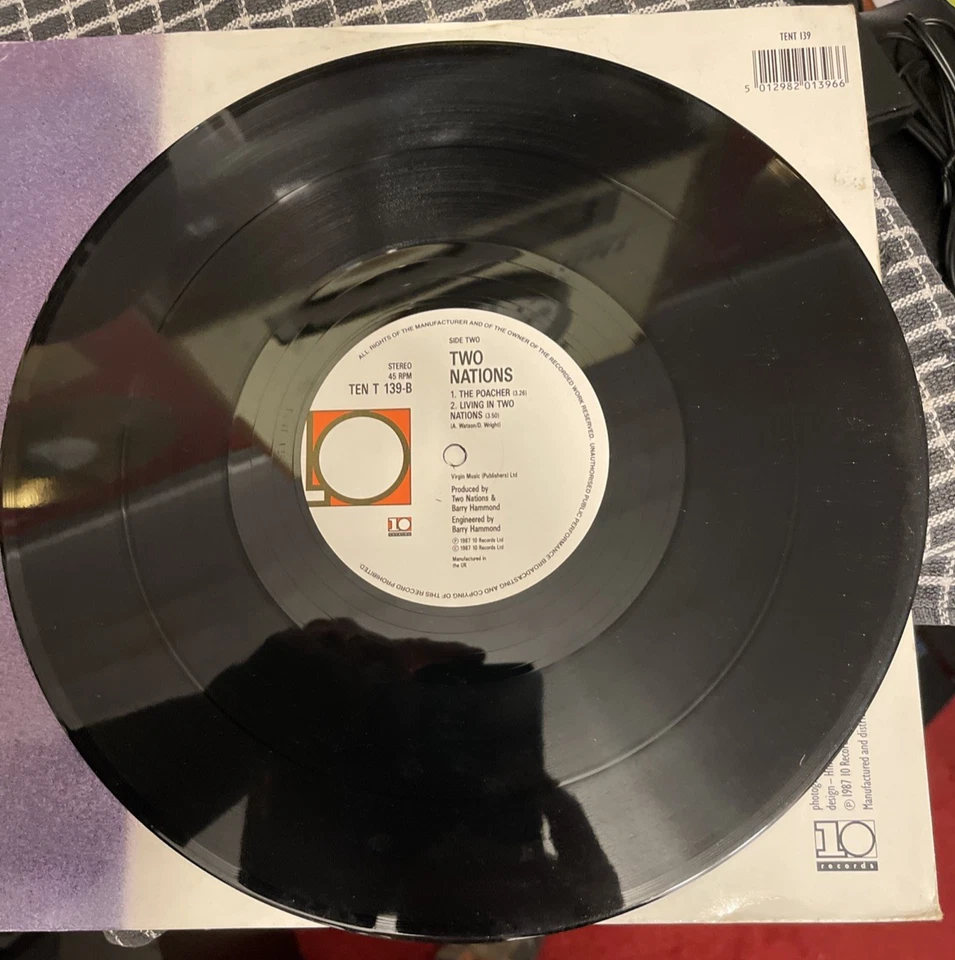 TENT 139
5 012982 013966
ALL RIGHTS OF THE MANUFACTURER AND OF THE OWNER OF THE RECORDED WORK RESERVED. UNAUTHORISED PUBLIC PERFORMANCE BROADCASTING AND COPYING OF THIS RECORD PROHIBITED
STEREO
45 RPM
TEN T 139-B
SIDE TWO
TWO
NATIONS
1. THE POACHER (3.26)
2. LIVING IN TWO
NATIONS (3.50)
(A. Watson/D. Wright)
Virgin Music (Publishers) Ltd
Produced by
Two Nations &
Barry Hammond
Engineered by
Barry Hammond
℗ 1987 10 Records Ltd
© 1987 10 Records Ltd
Manufactured in
the UK
10
10
records
design –
℗ 1987 10
Manufactured and
10
records